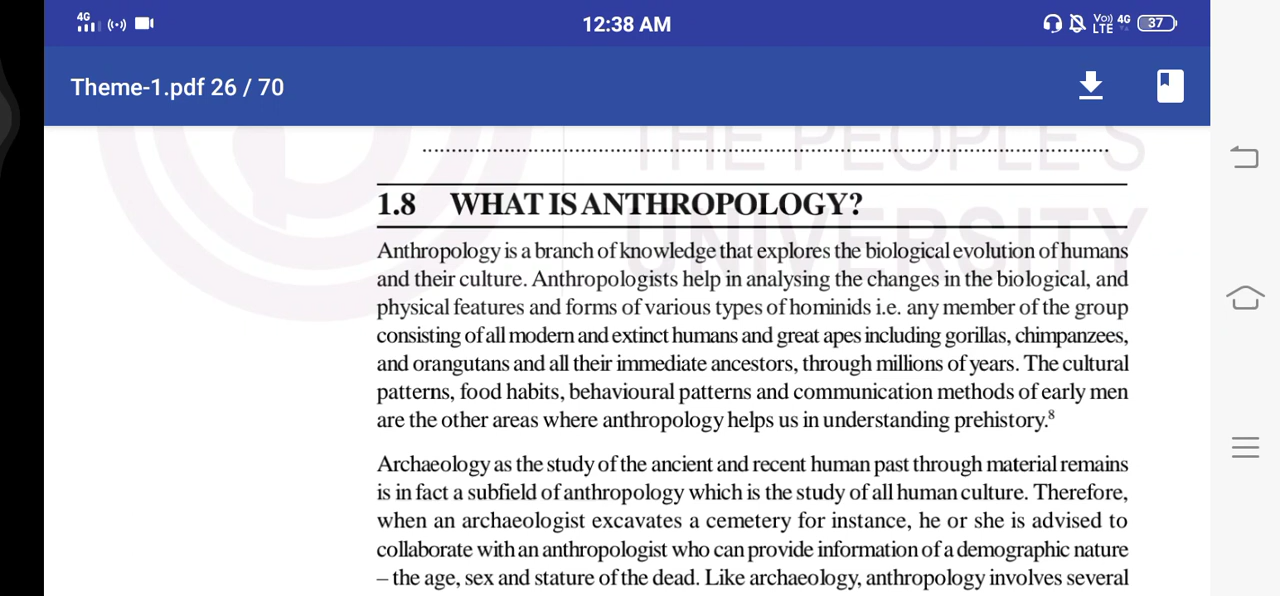 4G
12:38 AM
Vo)) 4G
LTE
37
Theme-1.pdf 26 / 70
THE PEOPLE'S
UNIVERSITY
1.8 WHAT IS ANTHROPOLOGY?
Anthropology is a branch of knowledge that explores the biological evolution of humans
and their culture. Anthropologists help in analysing the changes in the biological, and
physical features and forms of various types of hominids i.e. any member of the group
consisting of all modern and extinct humans and great apes including gorillas, chimpanzees,
and orangutans and all their immediate ancestors, through millions of years. The cultural
patterns, food habits, behavioural patterns and communication methods of early men
are the other areas where anthropology helps us in understanding prehistory.⁸
Archaeology as the study of the ancient and recent human past through material remains
is in fact a subfield of anthropology which is the study of all human culture. Therefore,
when an archaeologist excavates a cemetery for instance, he or she is advised to
collaborate with an anthropologist who can provide information of a demographic nature
– the age, sex and stature of the dead. Like archaeology, anthropology involves several